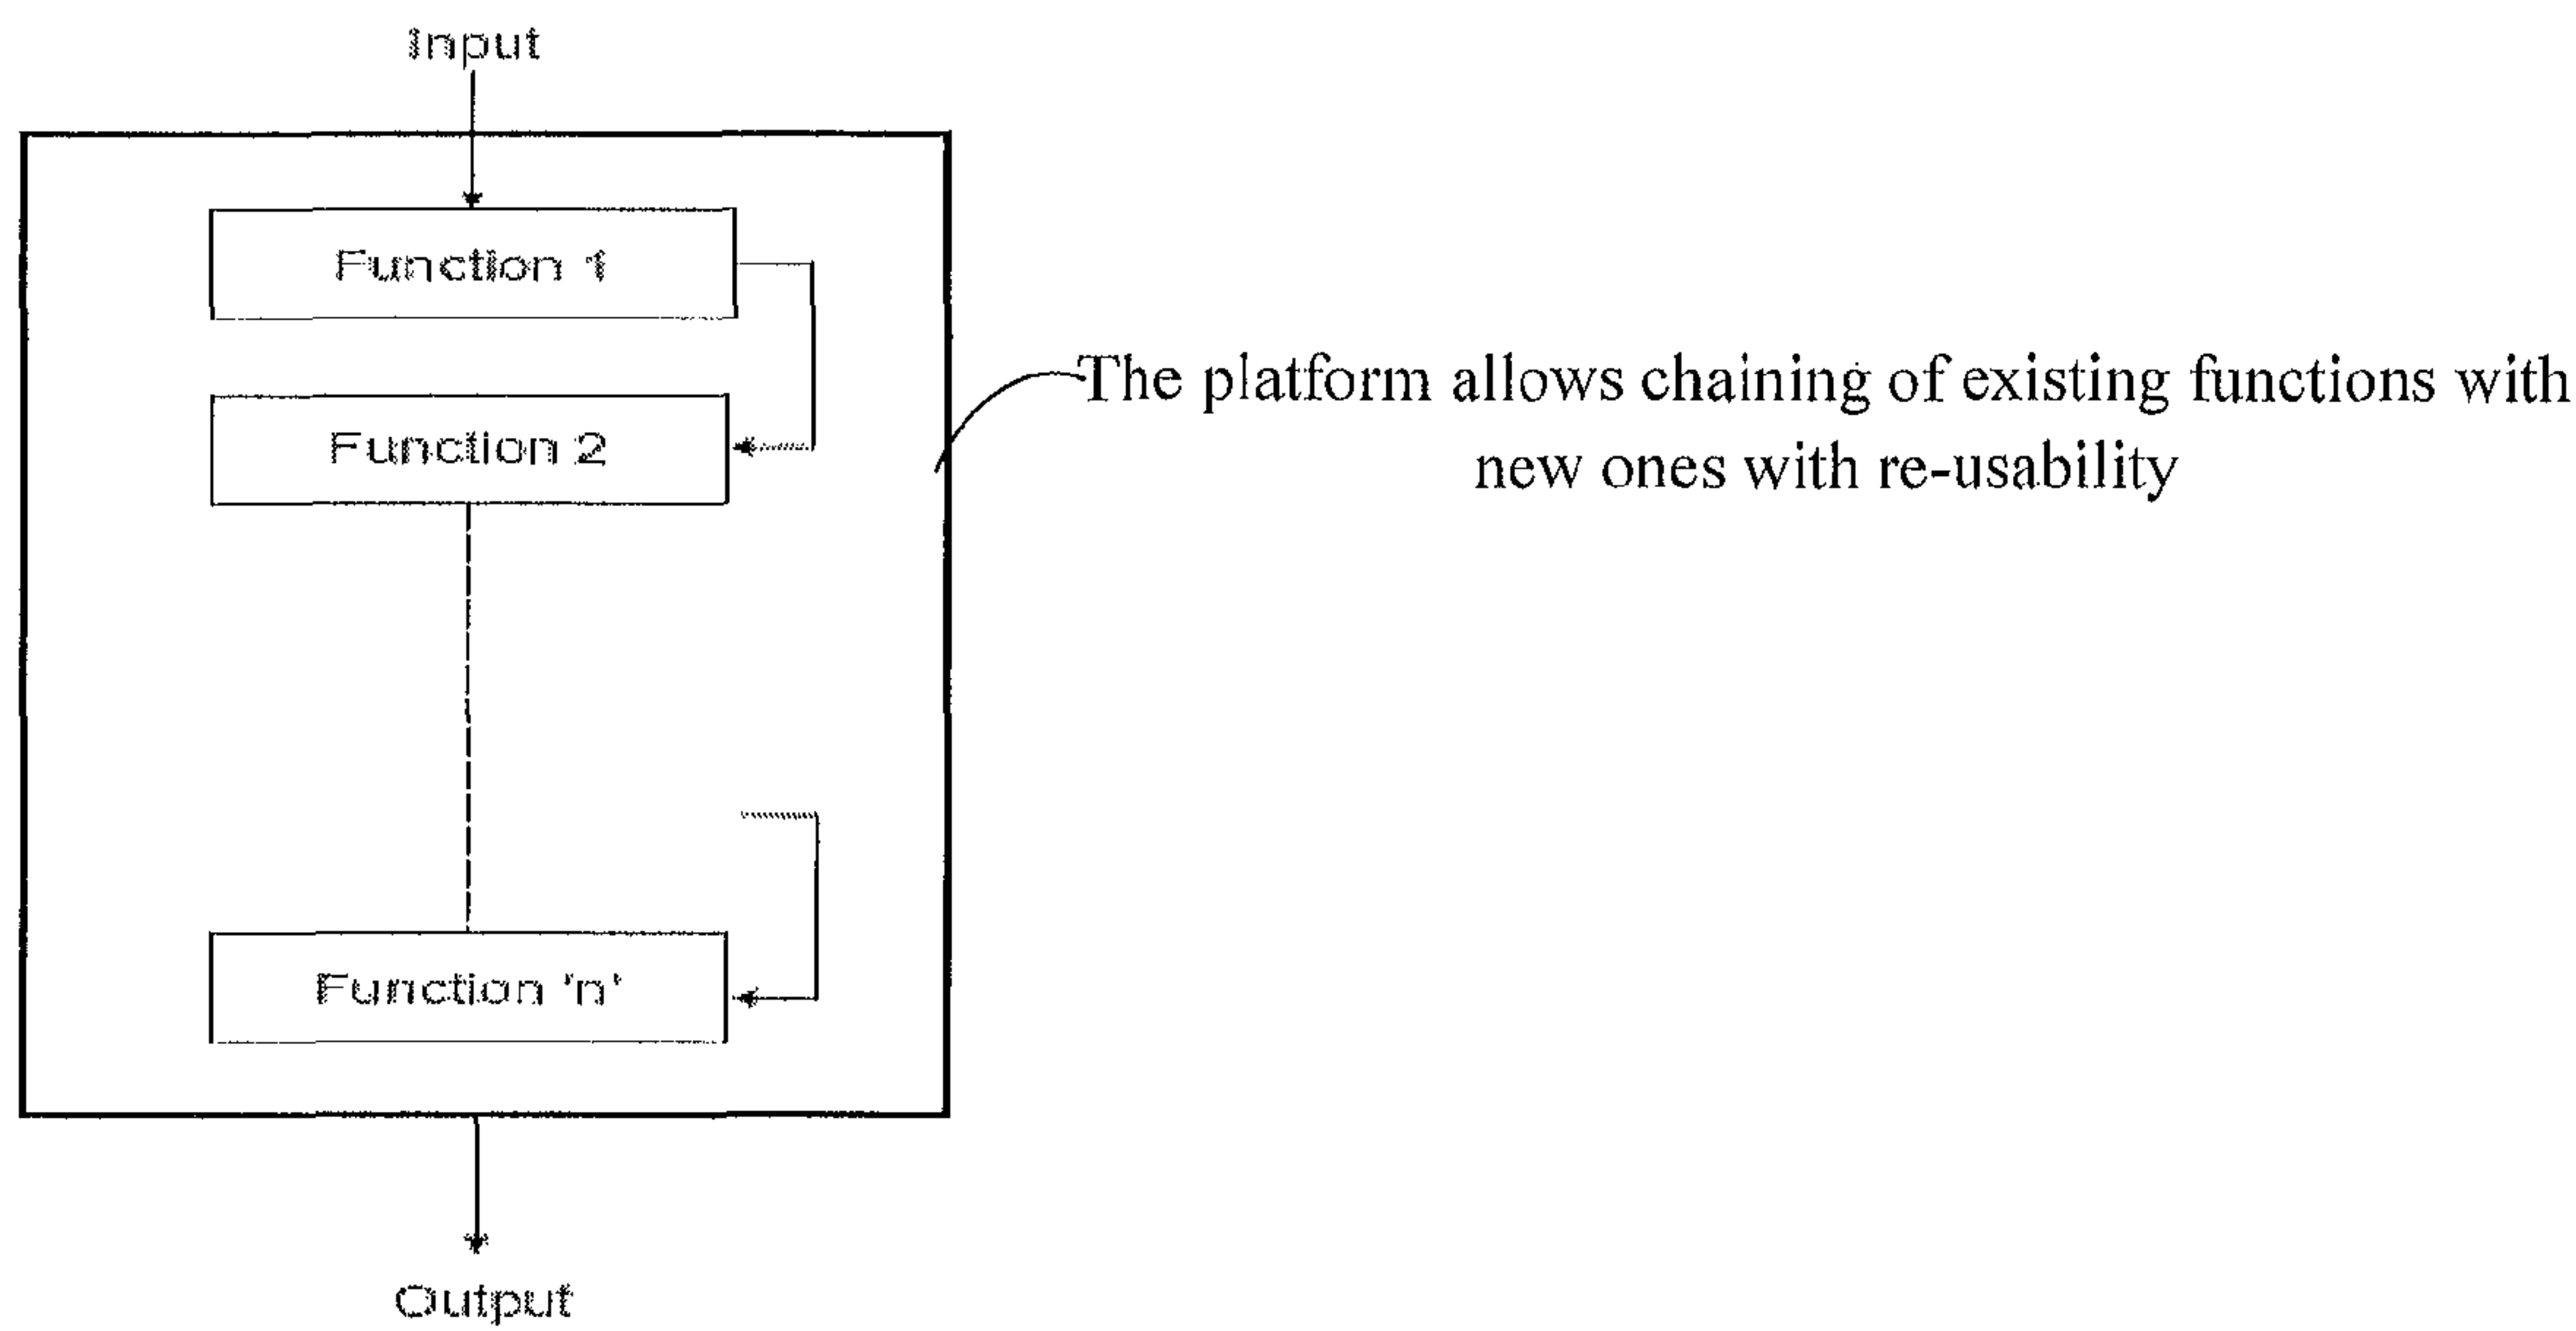 Input
Function 1
Function 2
Function 'n'
Output
The platform allows chaining of existing functions with
new ones with re-usability